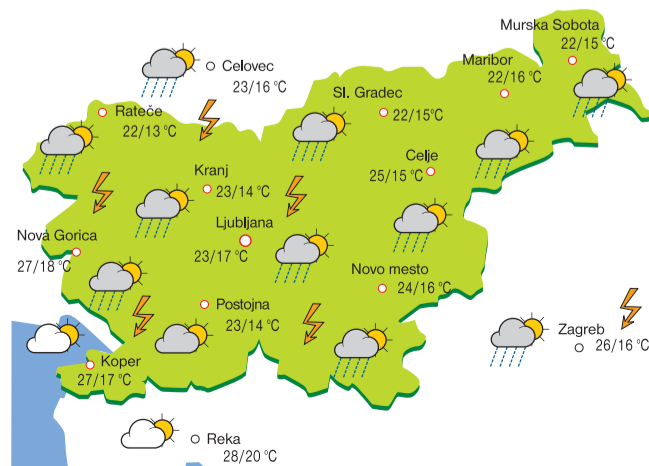 Murska Sobota
22/15 °C
Maribor
22/16 °C
Celovec
23/16 °C
Sl. Gradec
22/15°C
Rateče
22/13 °C
Celje
25/15 °C
Kranj
23/14 °C
Ljubljana
23/17 °C
Nova Gorica
27/18 °C
Novo mesto
24/16 °C
Postojna
23/14 °C
Zagreb
26/16 °C
Koper
27/17 °C
Reka
28/20 °C